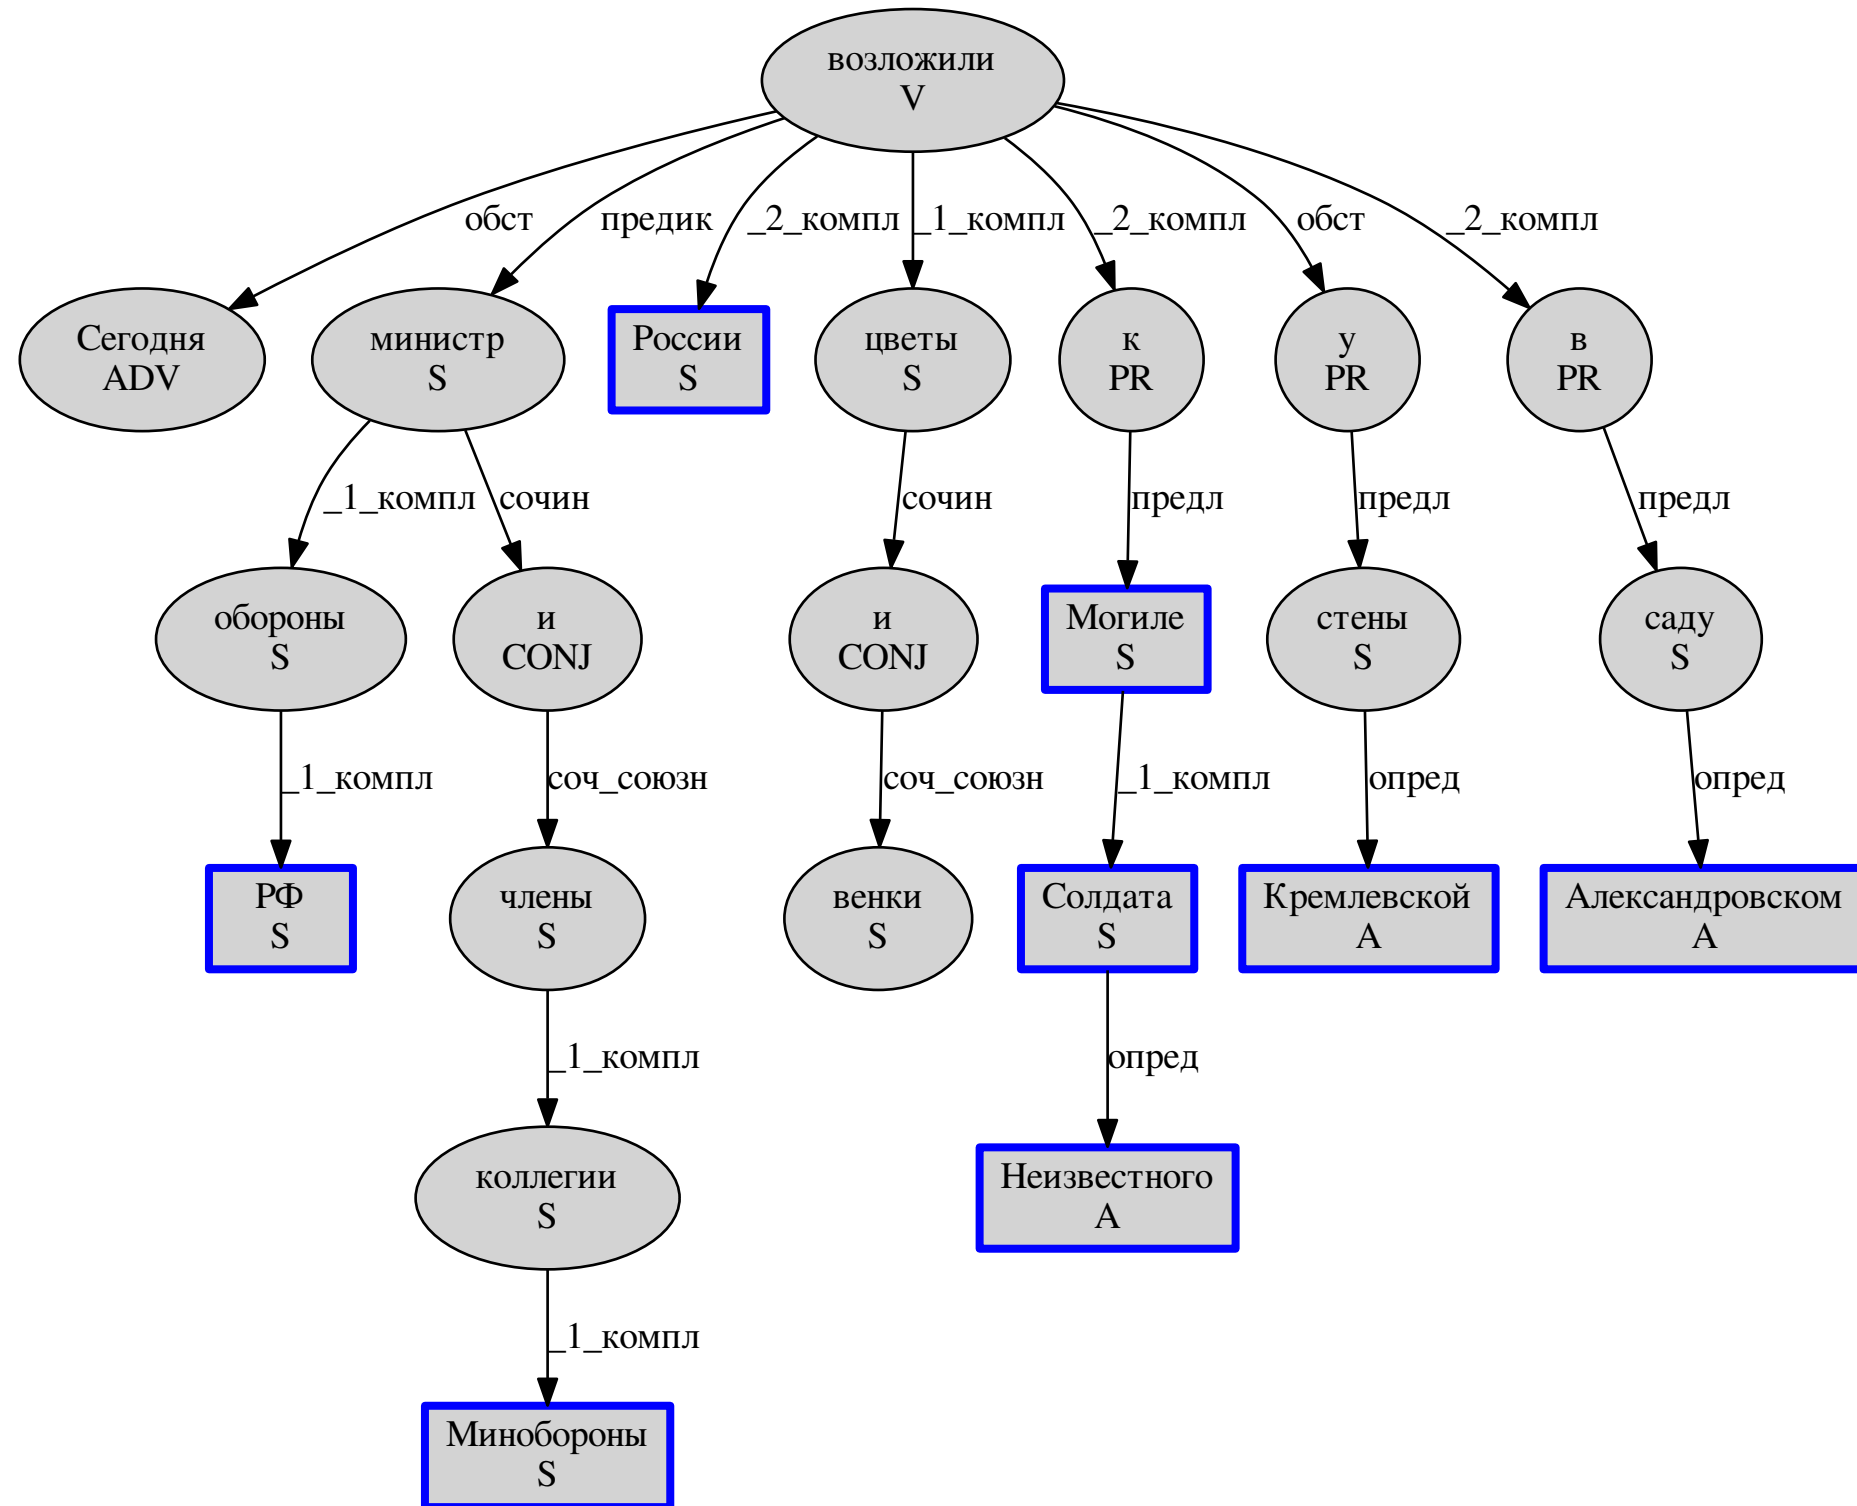 возложили
V
обст
предик
_2_компл
_1_компл
_2_компл
обст
_2_компл
Сегодня
ADV
министр
S
России
S
цветы
S
к
PR
у
PR
в
PR
_1_компл
сочин
сочин
предл
предл
предл
обороны
S
и
CONJ
и
CONJ
Могиле
S
стены
S
саду
S
_1_компл
соч_союзн
соч_союзн
_1_компл
опред
опред
РФ
S
члены
S
венки
S
Солдата
S
Кремлевской
A
Александровском
A
_1_компл
опред
коллегии
S
Неизвестного
A
_1_компл
Минобороны
S